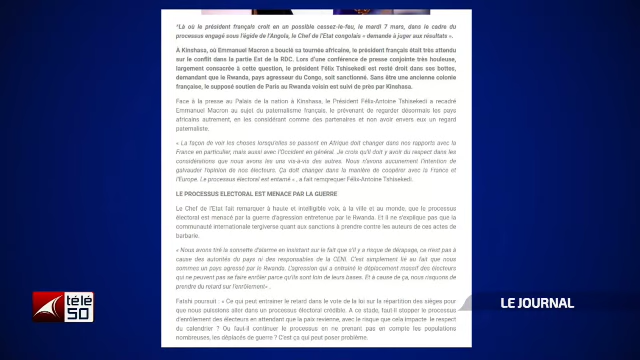 "Là où le président français croit en un possible cessez-le-feu, le mardi 7 mars, dans le cadre du
processus engagé sous l'égide de l'Angola, le Chef de l'Etat congolais « demande à juger aux résultats ».
À Kinshasa, où Emmanuel Macron a bouclé sa tournée africaine, le président français était très attendu
sur le conflit dans la partie Est de la RDC. Lors d'une conférence de presse conjointe très houleuse,
largement consacrée à cette question, le président Félix Tshisekedi est resté droit dans ses bottes,
demandant que le Rwanda, pays agresseur du Congo, soit sanctionné. Sans être une ancienne colonie
française, le supposé soutien de Paris au Rwanda voisin est suivi de près par Kinshasa.
Face à la presse au Palais de la nation à Kinshasa, le Président Félix-Antoine Tshisekedi a recadré
Emmanuel Macron au sujet du paternalisme français, le prévenant de regarder désormais les pays
africains autrement, en les considérant comme des partenaires et non avoir envers eux un regard
paternaliste.
« La façon de voir les choses lorsqu'elles se passent en Afrique doit changer dans nos rapports avec la
France en particulier, mais aussi avec l'Occident en général. Je crois qu'il doit y avoir du respect dans les
considérations que nous avons les uns vis-à-vis des autres. Nous n'avons aucunement l'intention de
galvauder l'opinion de nos électeurs. Ça doit changer dans la manière de coopérer avec la France et
l'Europe. Le processus électoral est entamé » , a fait remarquer Félix-Antoine Tshisekedi.
LE PROCESSUS ELECTORAL EST MENACE PAR LA GUERRE
Le Chef de l'Etat fait remarquer à haute et intelligible voix, à la ville et au monde, que le processus
électoral est menacé par la guerre d'agression entretenue par le Rwanda. Et il ne s'explique pas que la
communauté internationale tergiverse quant aux sanctions à prendre contre les auteurs de ces actes de
barbarie.
« Nous avons tiré la sonnette d'alarme en insistant sur le fait que s'il y a risque de dérapage, ce n'est pas à
cause des autorités du pays ni des responsables de la CENI. C'est simplement lié au fait que nous
sommes un pays agressé par le Rwanda. L'agression qui a entraîné le déplacement massif des électeurs
qui ne peuvent pas se faire enrôler parce qu'ils sont loin de leurs bases. Et à cause de ça, nous risquons de
prendre du retard sur l'enrôlement» .
Fatshi poursuit : « Ce qui peut entraîner le retard dans le vote de la loi sur la répartition des sièges pour
que nous puissions aller dans un processus électoral crédible. A ce stade, faut-il stopper le processus
d'enrôlement des électeurs en attendant que la paix revienne, avec le risque que cela impacte le respect
du calendrier ? Ou faut-il continuer le processus en ne prenant pas en compte les populations
nombreuses, les déplacés de guerre ? C'est ça qui peut poser problème.
télé
50
LE JOURNAL